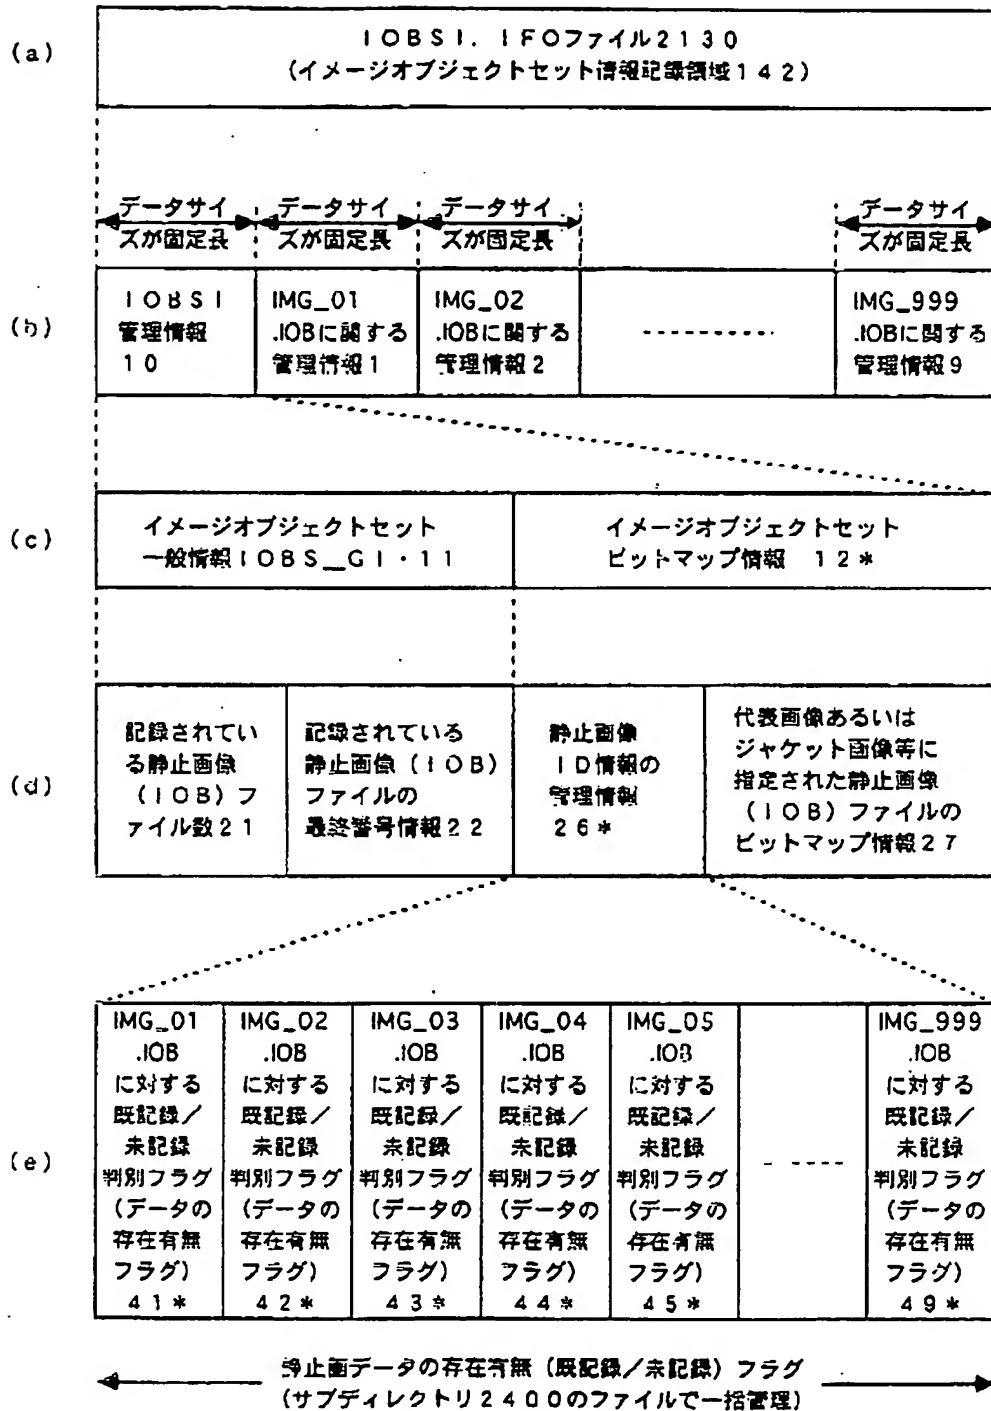 (a)
IOBSI. IFOファイル2130
(イメージオブジェクトセット情報記録領域142)
データサイ
ズが固定長
データサイ
ズが固定長
データサイ
ズが固定長
データサイ
ズが固定長
(b)
IOBSI
管理情報
10
IMG_01
.IOBに関する
管理情報1
IMG_02
.IOBに関する
管理情報2
IMG_999
.IOBに関する
管理情報9
(c)
イメージオブジェクトセット
一般情報IOBS_GI・11
イメージオブジェクトセット
ビットマップ情報 12*
(d)
記録されてい
る静止画像
(IOB)フ
ァイル数21
記録されている
静止画像(IOB)
ファイルの
最終番号情報22
静止画像
ID情報の
管理情報
26*
代表画像あるいは
ジャケット画像等に
指定された静止画像
(IOB)ファイルの
ビットマップ情報27
(e)
IMG_01
.IOB
に対する
既記録/
未記録
判別フラグ
(データの
存在有無
フラグ)
41*
IMG_02
.IOB
に対する
既記録/
未記録
判別フラグ
(データの
存在有無
フラグ)
42*
IMG_03
.IOB
に対する
既記録/
未記録
判別フラグ
(データの
存在有無
フラグ)
43*
IMG_04
.IOB
に対する
既記録/
未記録
判別フラグ
(データの
存在有無
フラグ)
44*
IMG_05
.IOB
に対する
既記録/
未記録
判別フラグ
(データの
存在有無
フラグ)
45*
IMG_999
.IOB
に対する
既記録/
未記録
判別フラグ
(データの
存在有無
フラグ)
49*
静止画データの存在有無(既記録/未記録)フラグ
(サブディレクトリ2400のファイルで一括管理)